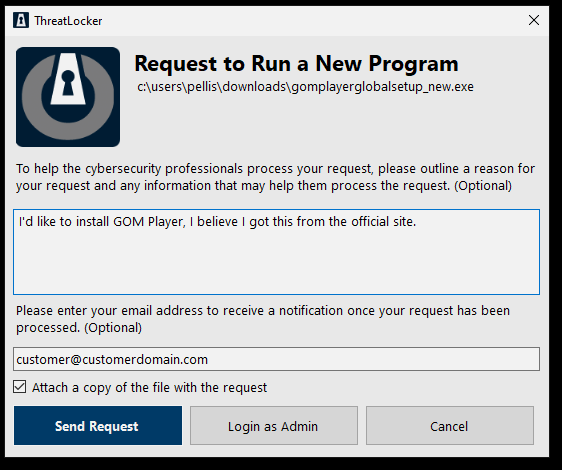 ThreatLocker
Request to Run a New Program
c:\users\pellis\downloads\gomplayerglobalsetup_new.exe
To help the cybersecurity professionals process your request, please outline a reason for
your request and any information that may help them process the request. (Optional)
I'd like to install GOM Player, I believe I got this from the official site.
Please enter your email address to receive a notification once your request has been
processed. (Optional)
customer@customerdomain.com
Attach a copy of the file with the request
Send Request
Login as Admin
Cancel